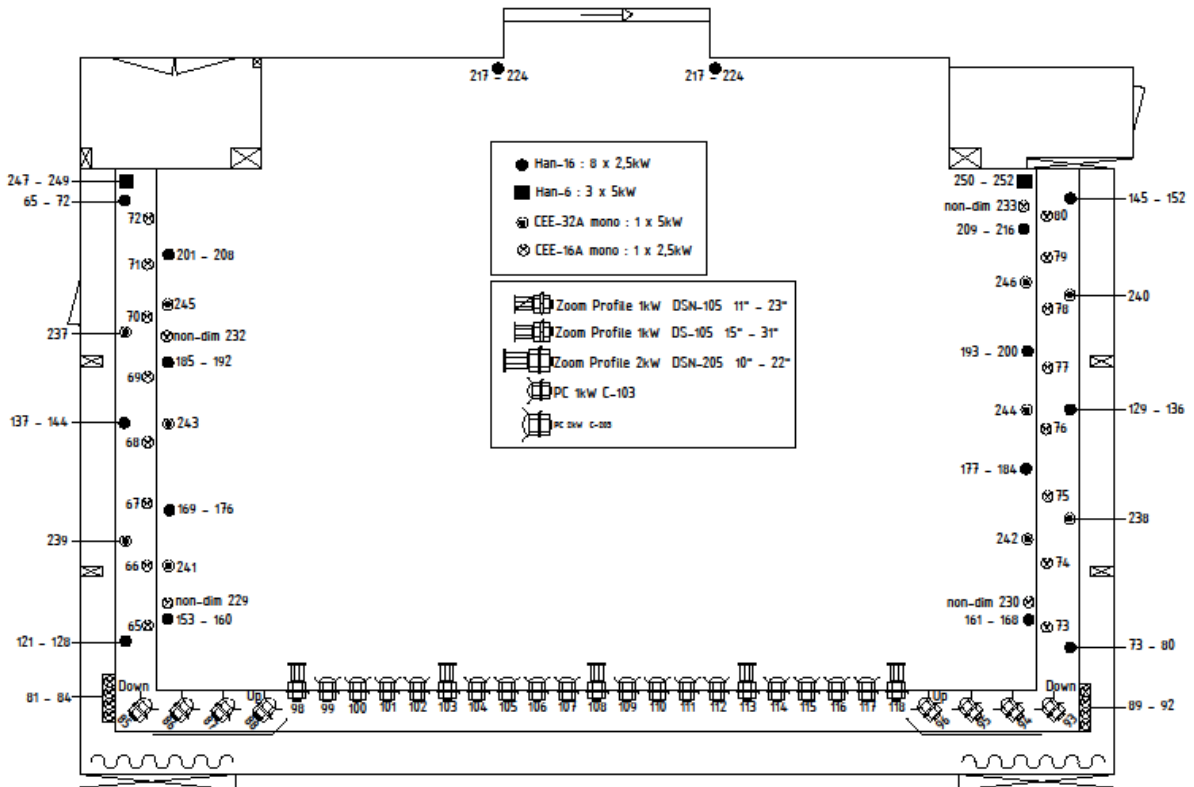 217 - 224
217 - 224
Han-16 : 8 x 2,5kW
Han-6 : 3 x 5kW
CEE-32A mono : 1 x 5kW
CEE-16A mono : 1 x 2,5kW
Zoom Profile 1kW DSN-105 11° - 23°
Zoom Profile 1kW DS-105 15° - 31°
Zoom Profile 2kW DSN-205 10° - 22°
PC 1kW C-103
247 - 249
65 - 72
72
71
201 - 208
70
245
237
non-dim 232
185 - 192
69
137 - 144
243
68
67
169 - 176
239
66
241
non-dim 229
65
153 - 160
121 - 128
250 - 252
non-dim 233
209 - 216
80
145 - 152
79
246
240
78
193 - 200
77
244
129 - 136
76
177 - 184
75
238
242
74
non-dim 230
161 - 168
73
73 - 80
81 - 84
Down
Up
98
99
100
101
102
103
104
105
106
107
108
109
110
111
112
113
114
115
116
117
118
Up
Down
96
95
94
93
89 - 92